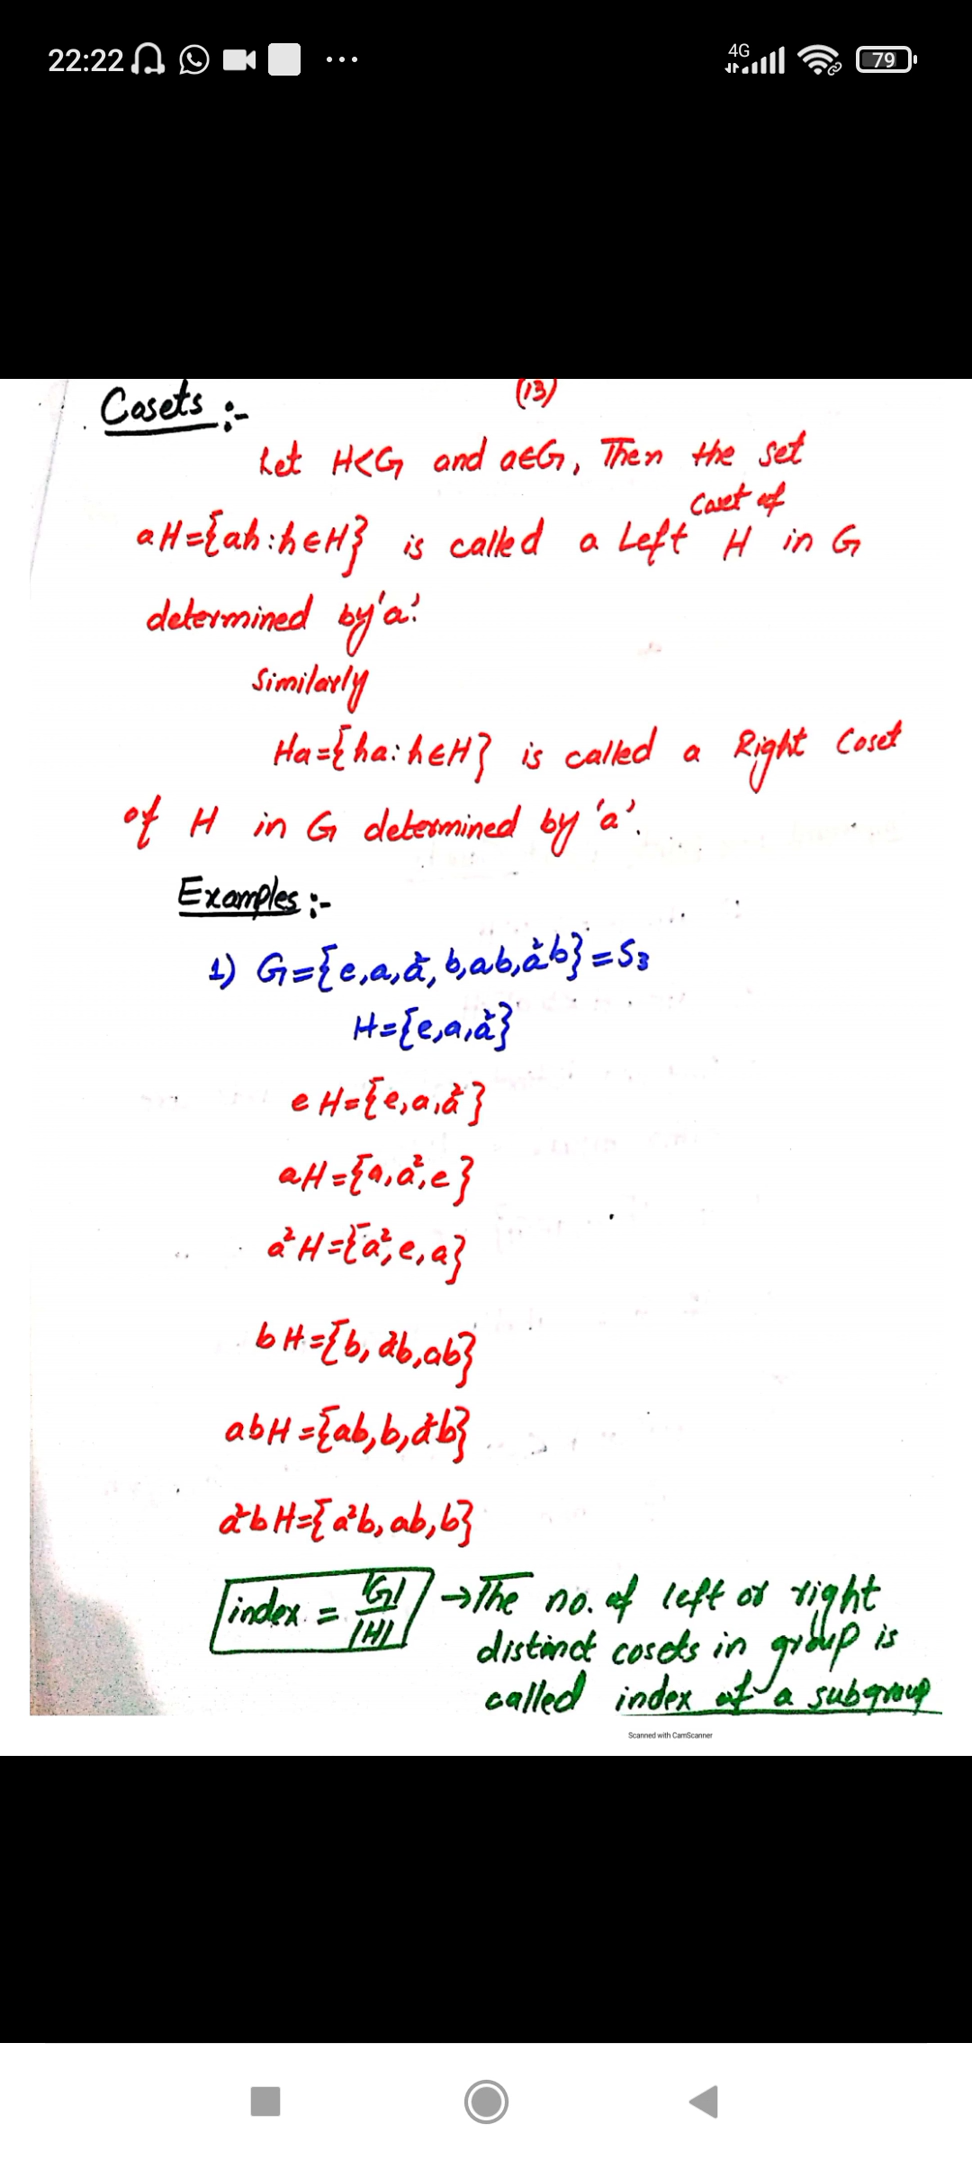 22:22 ... 4G 79
(13)
Cosets :-
Let H<G and a∈G, Then the set
Coset of
aH={ah:h∈H} is called a Left H in G
determined by 'a'.
Similarly
Ha={ha:h∈H} is called a Right Coset
of H in G determined by 'a'.
Examples :-
1) G={e,a,a²,b,ab,a²b}=S₃
H={e,a,a²}
eH={e,a,a²}
aH={a,a²,e}
a²H={a²,e,a}
bH={b,a²b,ab}
abH={ab,b,a²b}
a²bH={a²b,ab,b}
index = |G|/|H| → The no. of left or right
distinct cosets in group is
called index of a subgroup
Scanned with CamScanner